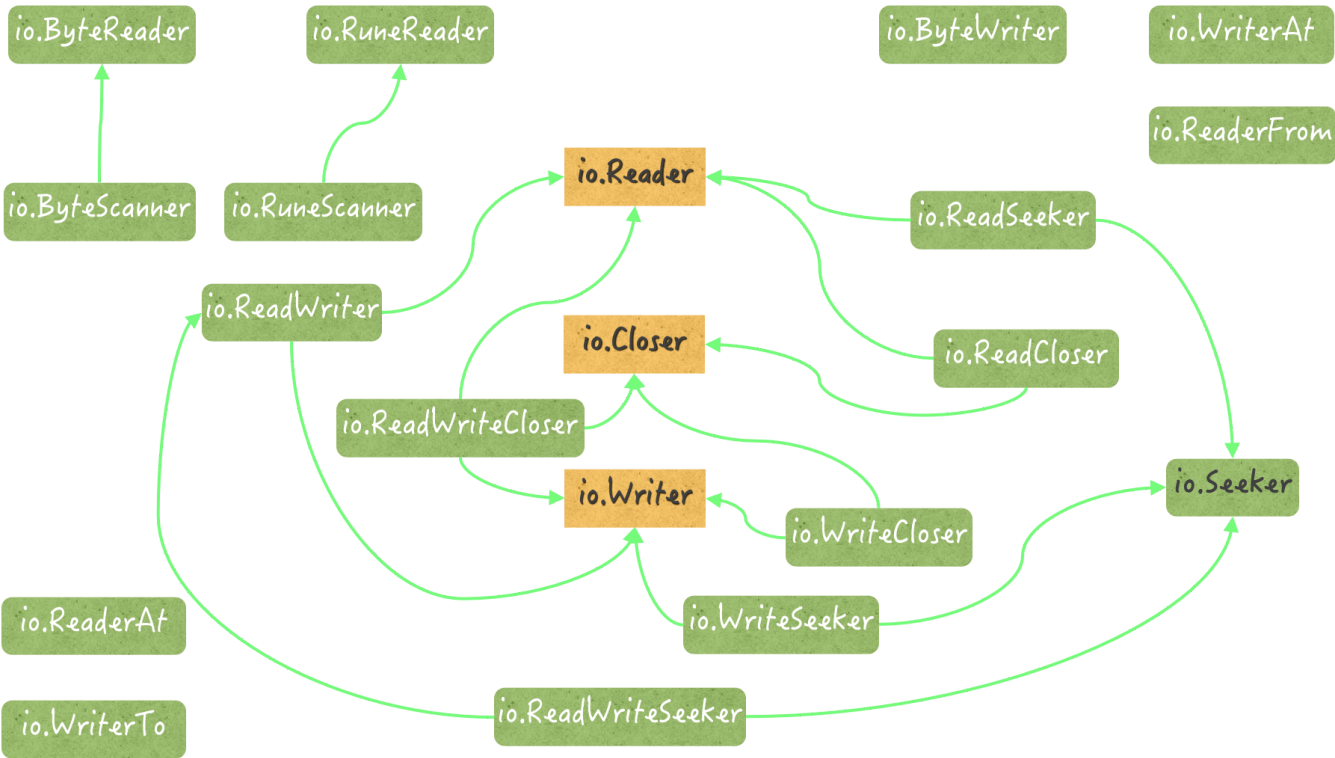 io.ByteReader
io.RuneReader
io.ByteWriter
io.WriterAt
io.ReaderFrom
io.Reader
io.ByteScanner
io.RuneScanner
io.ReadSeeker
io.ReadWriter
io.Closer
io.ReadCloser
io.ReadWriteCloser
io.Writer
io.Seeker
io.WriteCloser
io.ReaderAt
io.WriteSeeker
io.WriterTo
io.ReadWriteSeeker